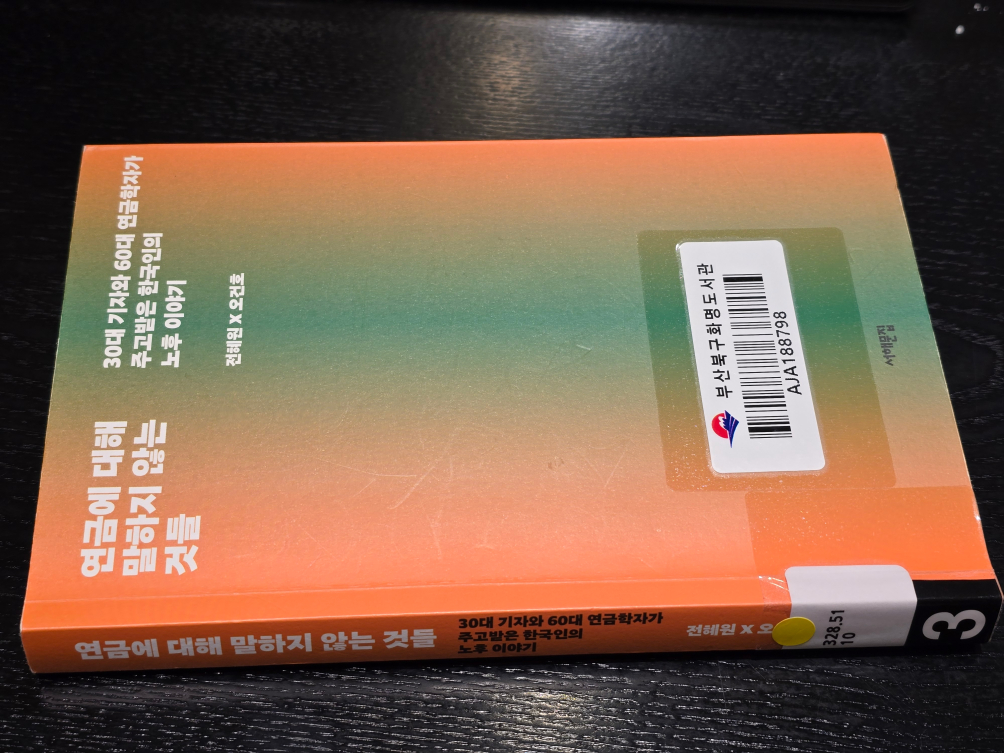 연금에 대해
말하지 않는
것들
30대 기자와 60대 연금학자가
주고받은 한국인의
노후 이야기
전혜원 X 오건호
부산북구화명도서관
AJA188798
서해문집
연금에 대해 말하지 않는 것들
30대 기자와 60대 연금학자가
주고받은 한국인의
노후 이야기
전혜원 X 오
328.51
10
3